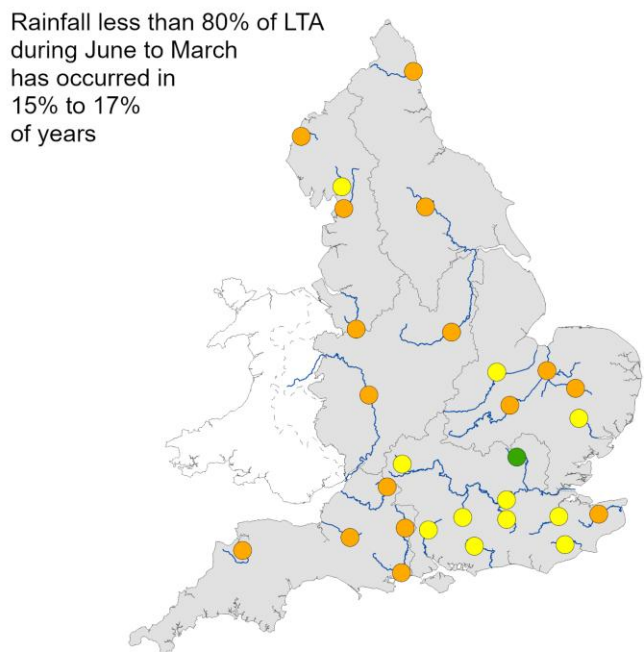 Rainfall less than 80% of LTA
during June to March
has occurred in
15% to 17%
of years